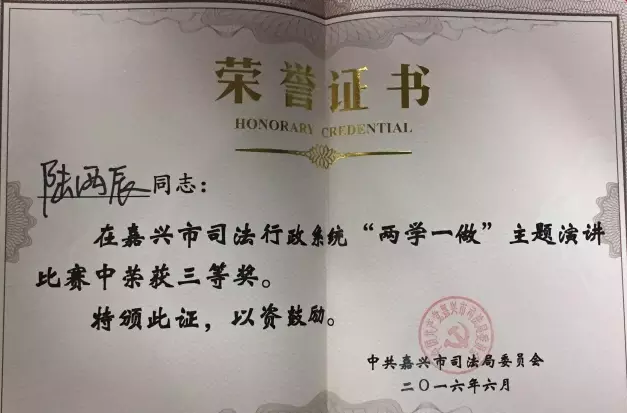 荣誉证书
HONORARY CREDENTIAL
陆雨辰同志：
在嘉兴市司法行政系统“两学一做”主题演讲
比赛中荣获三等奖。
特颁此证，以资鼓励。
中共嘉兴市司法局委员会
二〇一六年六月